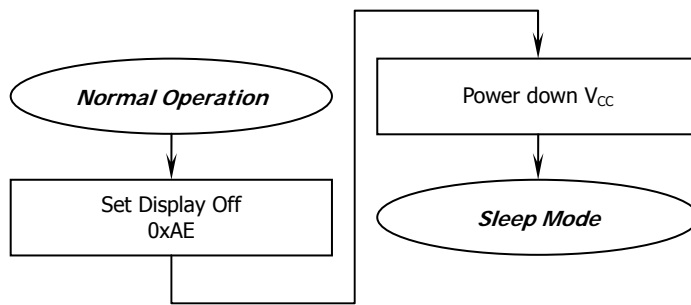 Normal Operation
Set Display Off
0xAE
Power down VCC
Sleep Mode